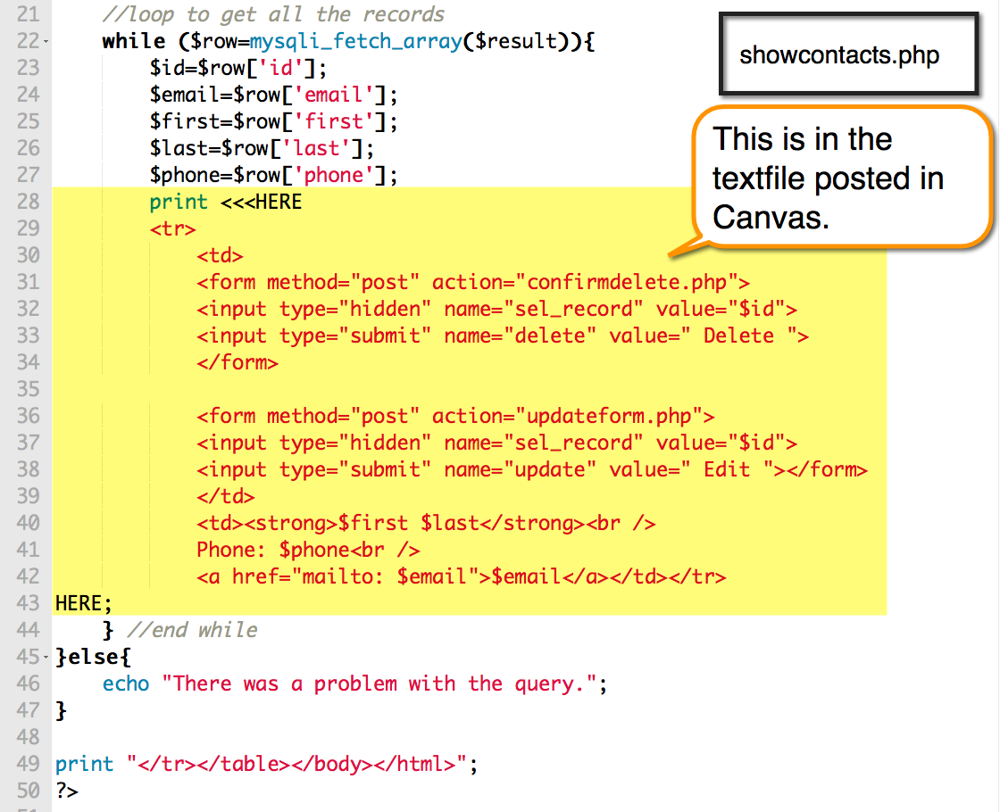 21 //loop to get all the records
22 while ($row=mysqli_fetch_array($result)){
23 $id=$row['id'];
24 $email=$row['email'];
25 $first=$row['first'];
26 $last=$row['last'];
27 $phone=$row['phone'];
28 print <<<HERE
29 <tr>
30 <td>
31 <form method="post" action="confirmdelete.php">
32 <input type="hidden" name="sel_record" value="$id">
33 <input type="submit" name="delete" value=" Delete ">
34 </form>
35
36 <form method="post" action="updateform.php">
37 <input type="hidden" name="sel_record" value="$id">
38 <input type="submit" name="update" value=" Edit "></form>
39 </td>
40 <td><strong>$first $last</strong><br />
41 Phone: $phone<br />
42 <a href="mailto: $email">$email</a></td></tr>
43 HERE;
44 } //end while
45 }else{
46 echo "There was a problem with the query.";
47 }
48
49 print "</tr></table></body></html>";
50 ?>
showcontacts.php
This is in the
textfile posted in
Canvas.